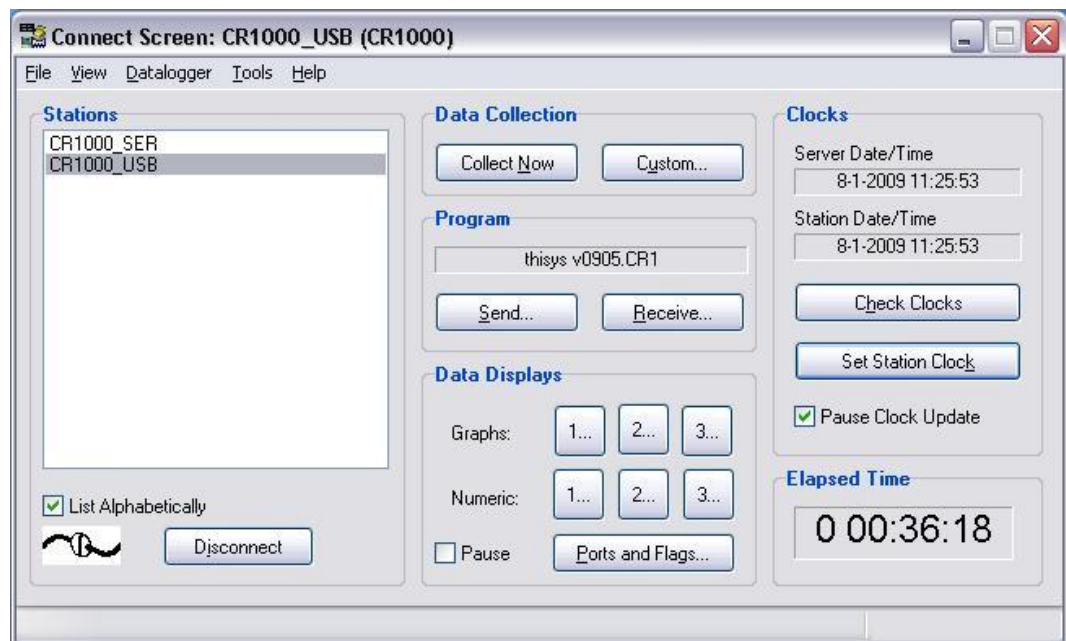 Connect Screen: CR1000_USB (CR1000)
File View Datalogger Tools Help
Stations
CR1000_SER
CR1000_USB
List Alphabetically
Disconnect
Data Collection
Collect Now Custom...
Program
thisys v0905.CR1
Send... Receive...
Data Displays
Graphs: 1... 2... 3...
Numeric: 1... 2... 3...
Pause Ports and Flags...
Clocks
Server Date/Time
8-1-2009 11:25:53
Station Date/Time
8-1-2009 11:25:53
Check Clocks
Set Station Clock
Pause Clock Update
Elapsed Time
0 00:36:18